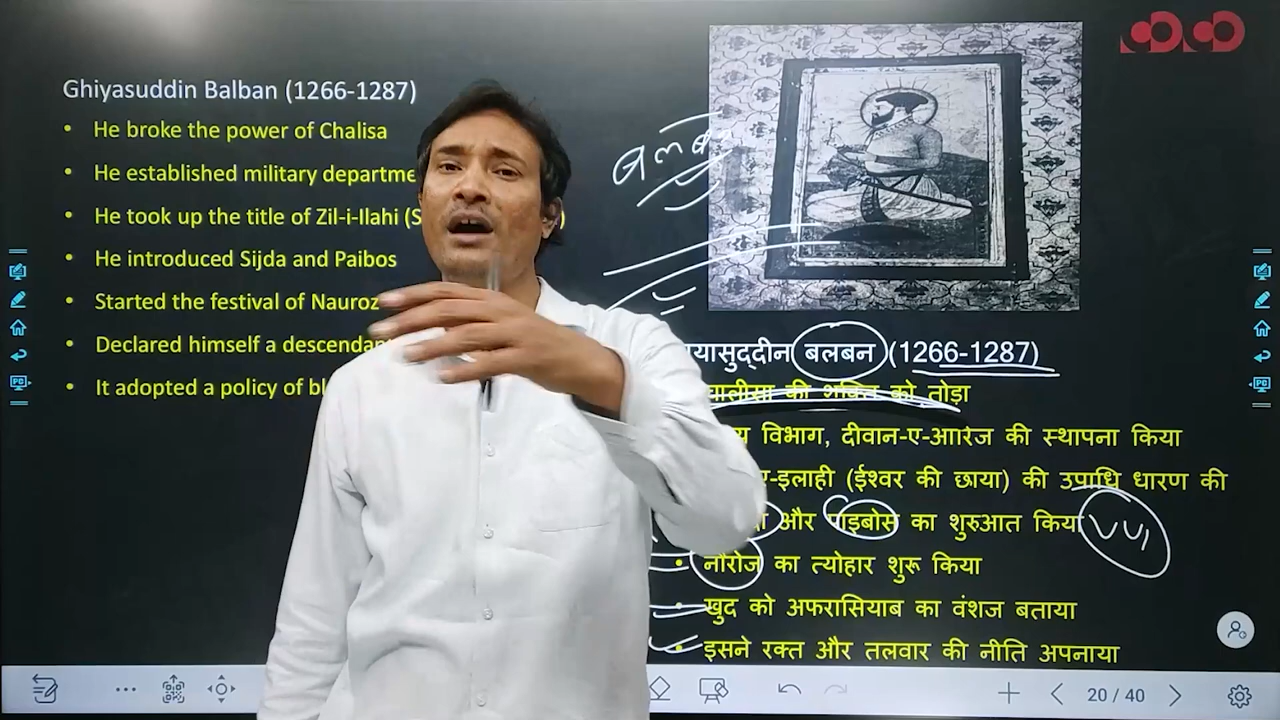 Ghiyasuddin Balban (1266-1287)
• He broke the power of Chalisa
• He established military departme
• He took up the title of Zil-i-Ilahi (S )
• He introduced Sijda and Paibos
• Started the festival of Nauroz
• Declared himself a descendan
• It adopted a policy of bl
बलबन
यासुद्दीन बलबन (1266-1287)
चालीसा की शक्ति को तोड़ा
य विभाग, दीवान-ए-आरिज की स्थापना किया
ए-इलाही (ईश्वर की छाया) की उपाधि धारण की
और पाइबोस का शुरुआत किया
• नौरोज का त्योहार शुरू किया
• खुद को अफरासियाब का वंशज बताया
• इसने रक्त और तलवार की नीति अपनाया
20 / 40